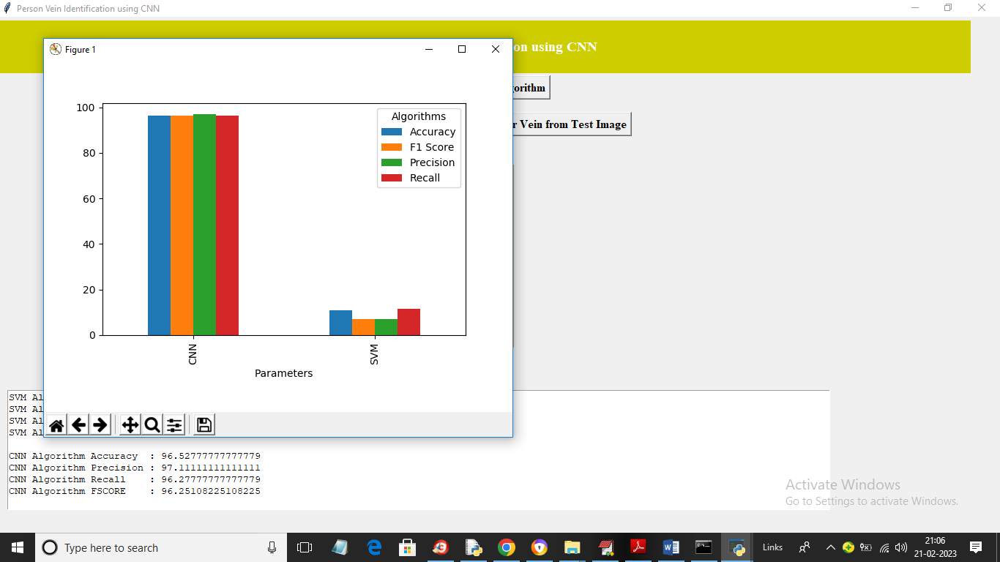 Person Vein Identification using CNN
on using CNN
Figure 1
orithm
r Vein from Test Image
100
80
60
40
20
0
Algorithms
Accuracy
F1 Score
Precision
Recall
CNN
SVM
Parameters
SVM Al
SVM Al
SVM Al
SVM Al
CNN Algorithm Accuracy : 96.52777777777779
CNN Algorithm Precision : 97.11111111111111
CNN Algorithm Recall : 96.27777777777779
CNN Algorithm FSCORE : 96.25108225108225
Activate Windows
Go to Settings to activate Windows.
Type here to search
Links
21:06
21-02-2023